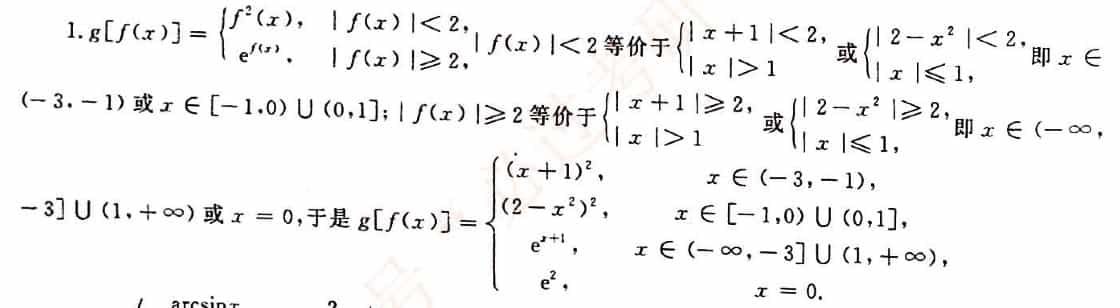 1. g[f(x)] = { f²(x), | f(x) |< 2, e^{f(x)}, | f(x) |≥ 2, | f(x) |< 2 等价于 { | x + 1 |< 2, | x |> 1 或 { | 2 − x² |< 2, | x |≤ 1, 即 x ∈
(− 3, − 1) 或 x ∈ [− 1, 0) ∪ (0, 1]; | f(x) |≥ 2 等价于 { | x + 1 |≥ 2, | x |> 1 或 { | 2 − x² |≥ 2, | x |≤ 1, 即 x ∈ (− ∞,
− 3] ∪ (1, + ∞) 或 x = 0, 于是 g[f(x)] = { (x + 1)², x ∈ (− 3, − 1), (2 − x²)², x ∈ [− 1, 0) ∪ (0, 1], e^{x+1}, x ∈ (− ∞, − 3] ∪ (1, + ∞), e², x = 0.
arcsinx